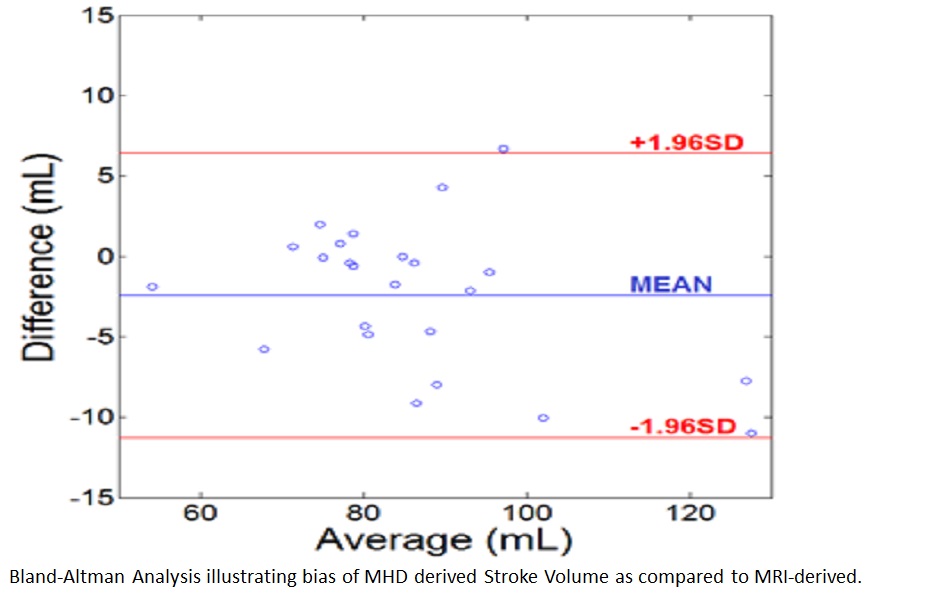 15
10
5
0
-5
-10
-15
Difference (mL)
+1.96SD
MEAN
-1.96SD
60 80 100 120
Average (mL)
Bland-Altman Analysis illustrating bias of MHD derived Stroke Volume as compared to MRI-derived.